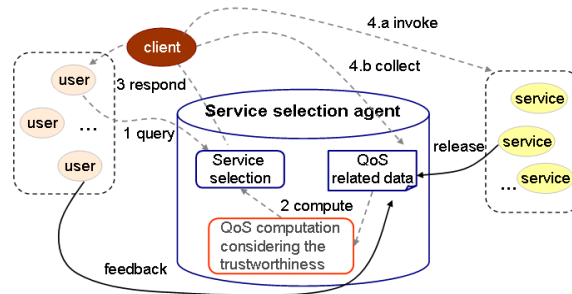 4.a invoke
client
user
3 respond
4.b collect
service
Service selection agent
user
...
1 query
Service
selection
QoS
related data
release
service
user
... service
2 compute
QoS computation
considering the
trustworthiness
feedback